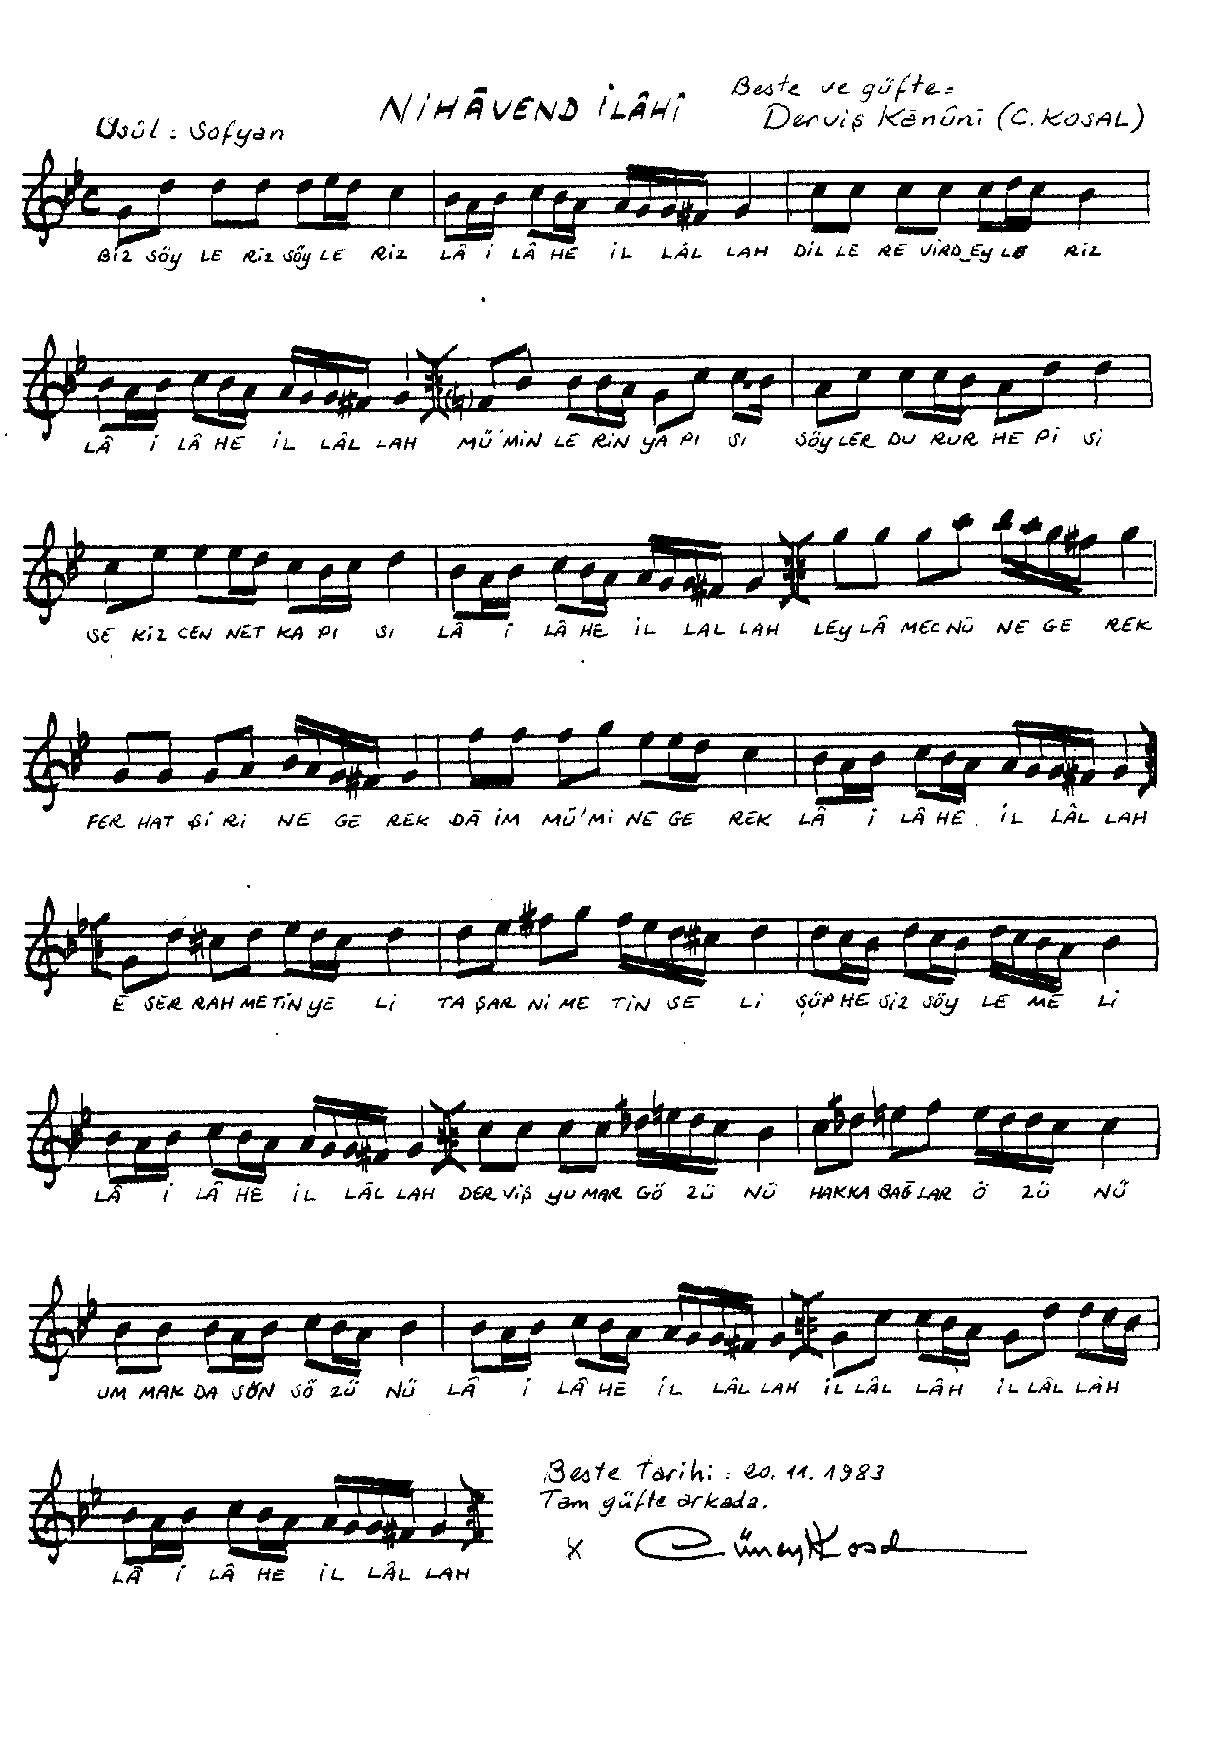 NİHÂVEND İLÂHÎ
Beste ve güfte:
Derviş Kânûnî (C. KOSAL)
Usûl : Sofyan
BİZ SÖY LE RİZ SÖY LE RİZ LÂ İ LÂ HE İL LÂL LAH DİL LE RE VİRD_EY LE RİZ
LÂ İ LÂ HE İL LÂL LAH MÜ'MİN LE RİN YA PI SI SÖY LER DU RUR HE Pİ Sİ
SE KİZ CEN NET KA PI SI LÂ İ LÂ HE İL LAL LAH LEY LÂ MEC NÛ NE GE REK
FER HAT Şİ Rİ NE GE REK DÂ İM MÜ'Mİ NE GE REK LÂ İ LÂ HE İL LÂL LAH
E SER RAH ME TİN YE Lİ TA ŞAR Nİ ME TİN SE Lİ ŞÜP HE SİZ SÖY LE ME Lİ
LÂ İ LÂ HE İL LÂL LAH DER VİŞ YU MAR GÖ ZÜ NÜ HAKKA BAĞ LAR Ö ZÜ NÜ
UM MAK DA SÖN SÖ ZÜ NÜ LÂ İ LÂ HE İL LÂL LAH İL LÂL LÂH İL LÂL LÂH
LÂ İ LÂ HE İL LÂL LAH
Beste Tarihi : 20.11.1983
Tam güfte arkada.
x Cüneyt Kosal